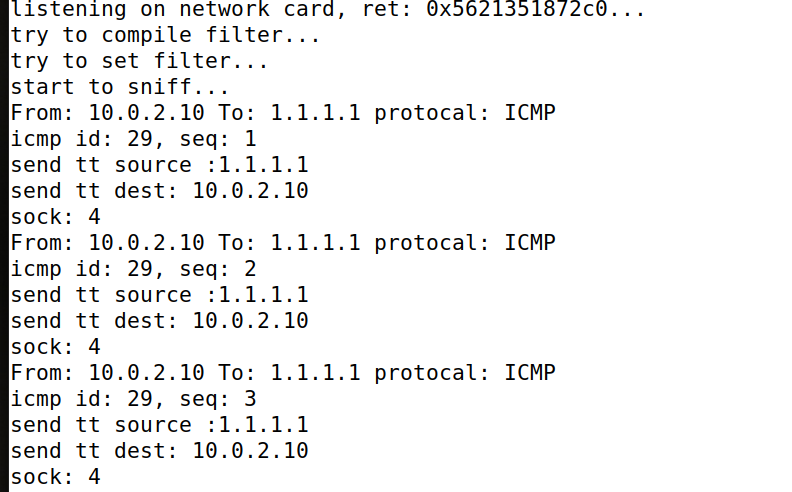 listening on network card, ret: 0x5621351872c0...
try to compile filter...
try to set filter...
start to sniff...
From: 10.0.2.10 To: 1.1.1.1 protocal: ICMP
icmp id: 29, seq: 1
send tt source :1.1.1.1
send tt dest: 10.0.2.10
sock: 4
From: 10.0.2.10 To: 1.1.1.1 protocal: ICMP
icmp id: 29, seq: 2
send tt source :1.1.1.1
send tt dest: 10.0.2.10
sock: 4
From: 10.0.2.10 To: 1.1.1.1 protocal: ICMP
icmp id: 29, seq: 3
send tt source :1.1.1.1
send tt dest: 10.0.2.10
sock: 4